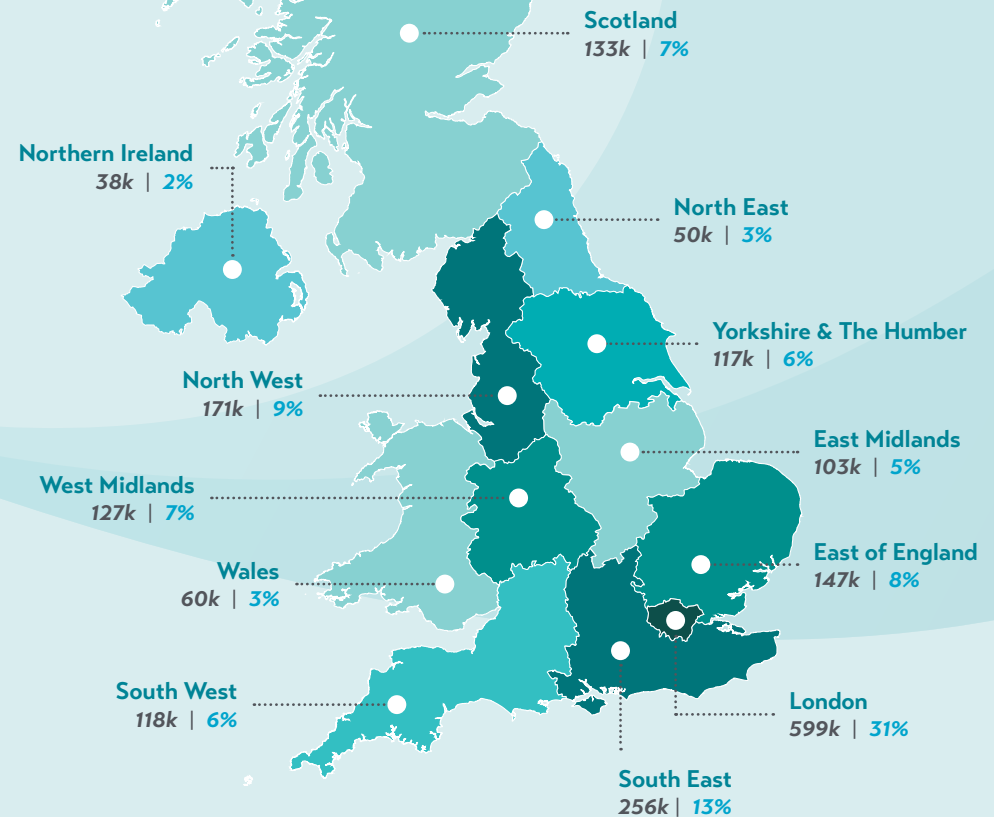 Scotland
133k | 7%
Northern Ireland
38k | 2%
North East
50k | 3%
Yorkshire & The Humber
117k | 6%
North West
171k | 9%
East Midlands
103k | 5%
West Midlands
127k | 7%
East of England
147k | 8%
Wales
60k | 3%
South West
118k | 6%
London
599k | 31%
South East
256k | 13%